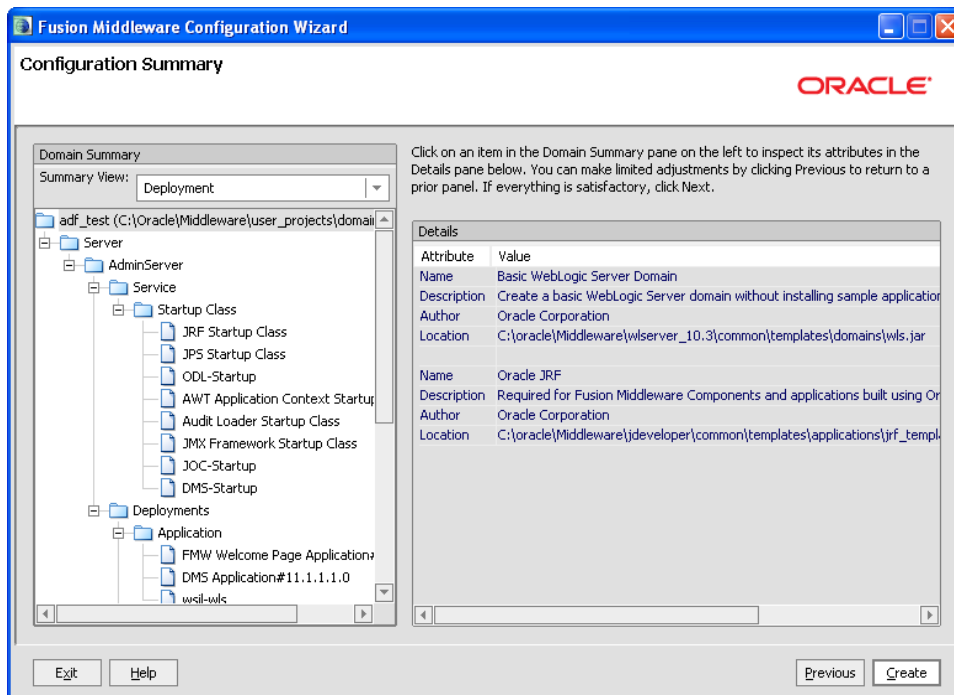 Fusion Middleware Configuration Wizard
Configuration Summary
ORACLE
Domain Summary
Summary View:
Deployment
adf_test (C:\Oracle\Middleware\user_projects\domai
Server
AdminServer
Service
Startup Class
JRF Startup Class
JPS Startup Class
ODL-Startup
AWT Application Context Startup
Audit Loader Startup Class
JMX Framework Startup Class
JOC-Startup
DMS-Startup
Deployments
Application
FMW Welcome Page Application#
DMS Application#11.1.1.1.0
wsil-wls
Click on an item in the Domain Summary pane on the left to inspect its attributes in the
Details pane below. You can make limited adjustments by clicking Previous to return to a
prior panel. If everything is satisfactory, click Next.
Details
Attribute Value
Name Basic WebLogic Server Domain
Description Create a basic WebLogic Server domain without installing sample application
Author Oracle Corporation
Location C:\oracle\Middleware\wlserver_10.3\common\templates\domains\wls.jar
Name Oracle JRF
Description Required for Fusion Middleware Components and applications built using Or
Author Oracle Corporation
Location C:\oracle\Middleware\jdeveloper\common\templates\applications\jrf_templ
Exit Help Previous Create